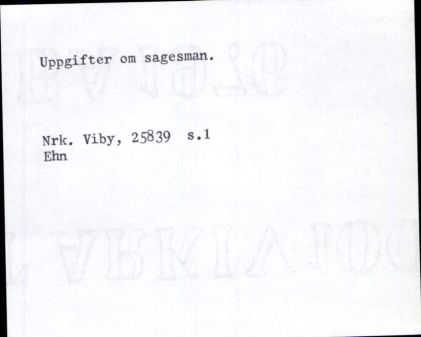 Uppgifter om sagesman.
Nrk. Viby, 25839 s.1
Ehn